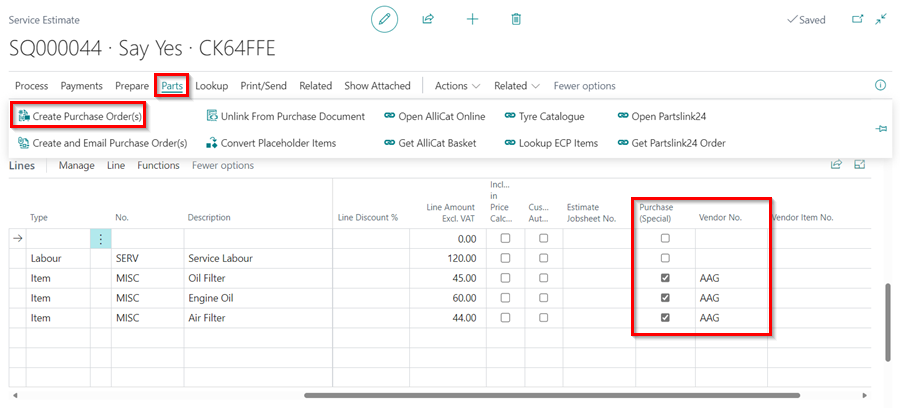 Service Estimate
Saved
SQ000044 · Say Yes · CK64FFE
Process Payments Prepare Parts Lookup Print/Send Related Show Attached Actions Related Fewer options
Create Purchase Order(s) Unlink From Purchase Document Open AlliCat Online Tyre Catalogue Open Partslink24
Create and Email Purchase Order(s) Convert Placeholder Items Get AlliCat Basket Lookup ECP Items Get Partslink24 Order
Lines Manage Line Functions Fewer options
Type No. Description Line Discount % Line Amount Excl. VAT Incl... in Price Calc... Cus... Aut... Estimate Jobsheet No. Purchase (Special) Vendor No. Vendor Item No.
0.00
Labour SERV Service Labour 120.00
Item MISC Oil Filter 45.00 AAG
Item MISC Engine Oil 60.00 AAG
Item MISC Air Filter 44.00 AAG